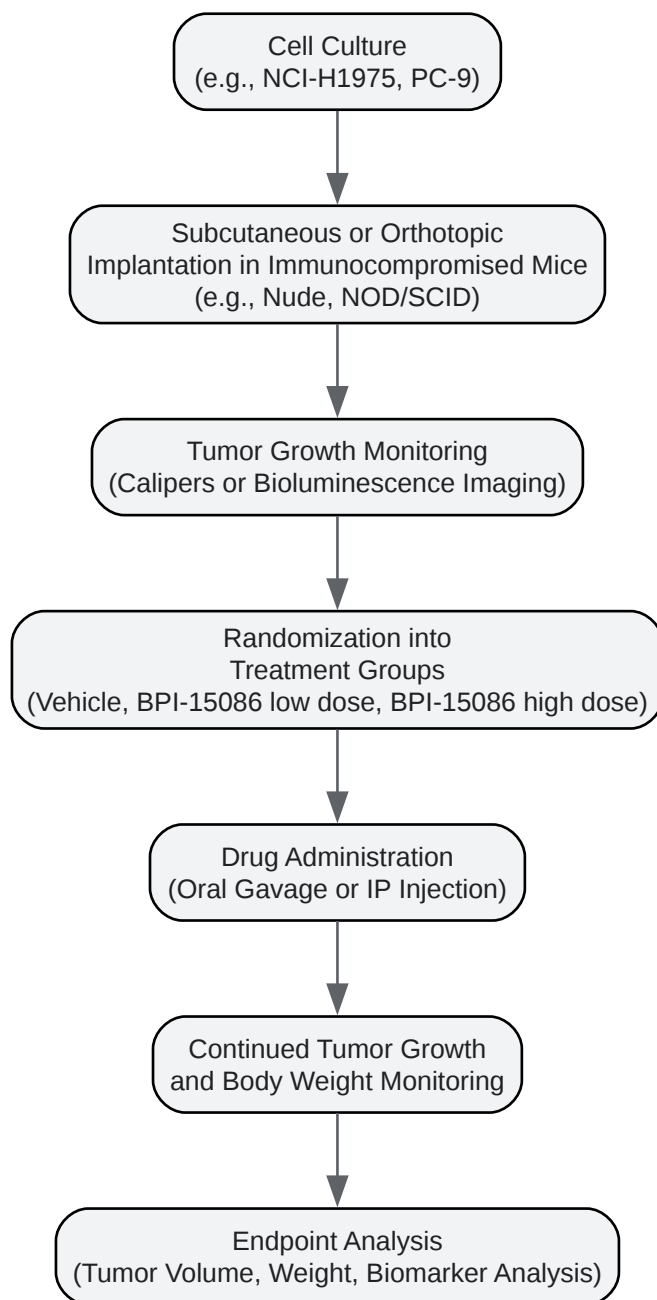 Cell Culture
(e.g., NCI-H1975, PC-9)
Subcutaneous or Orthotopic
Implantation in Immunocompromised Mice
(e.g., Nude, NOD/SCID)
Tumor Growth Monitoring
(Calipers or Bioluminescence Imaging)
Randomization into
Treatment Groups
(Vehicle, BPI-15086 low dose, BPI-15086 high dose)
Drug Administration
(Oral Gavage or IP Injection)
Continued Tumor Growth
and Body Weight Monitoring
Endpoint Analysis
(Tumor Volume, Weight, Biomarker Analysis)